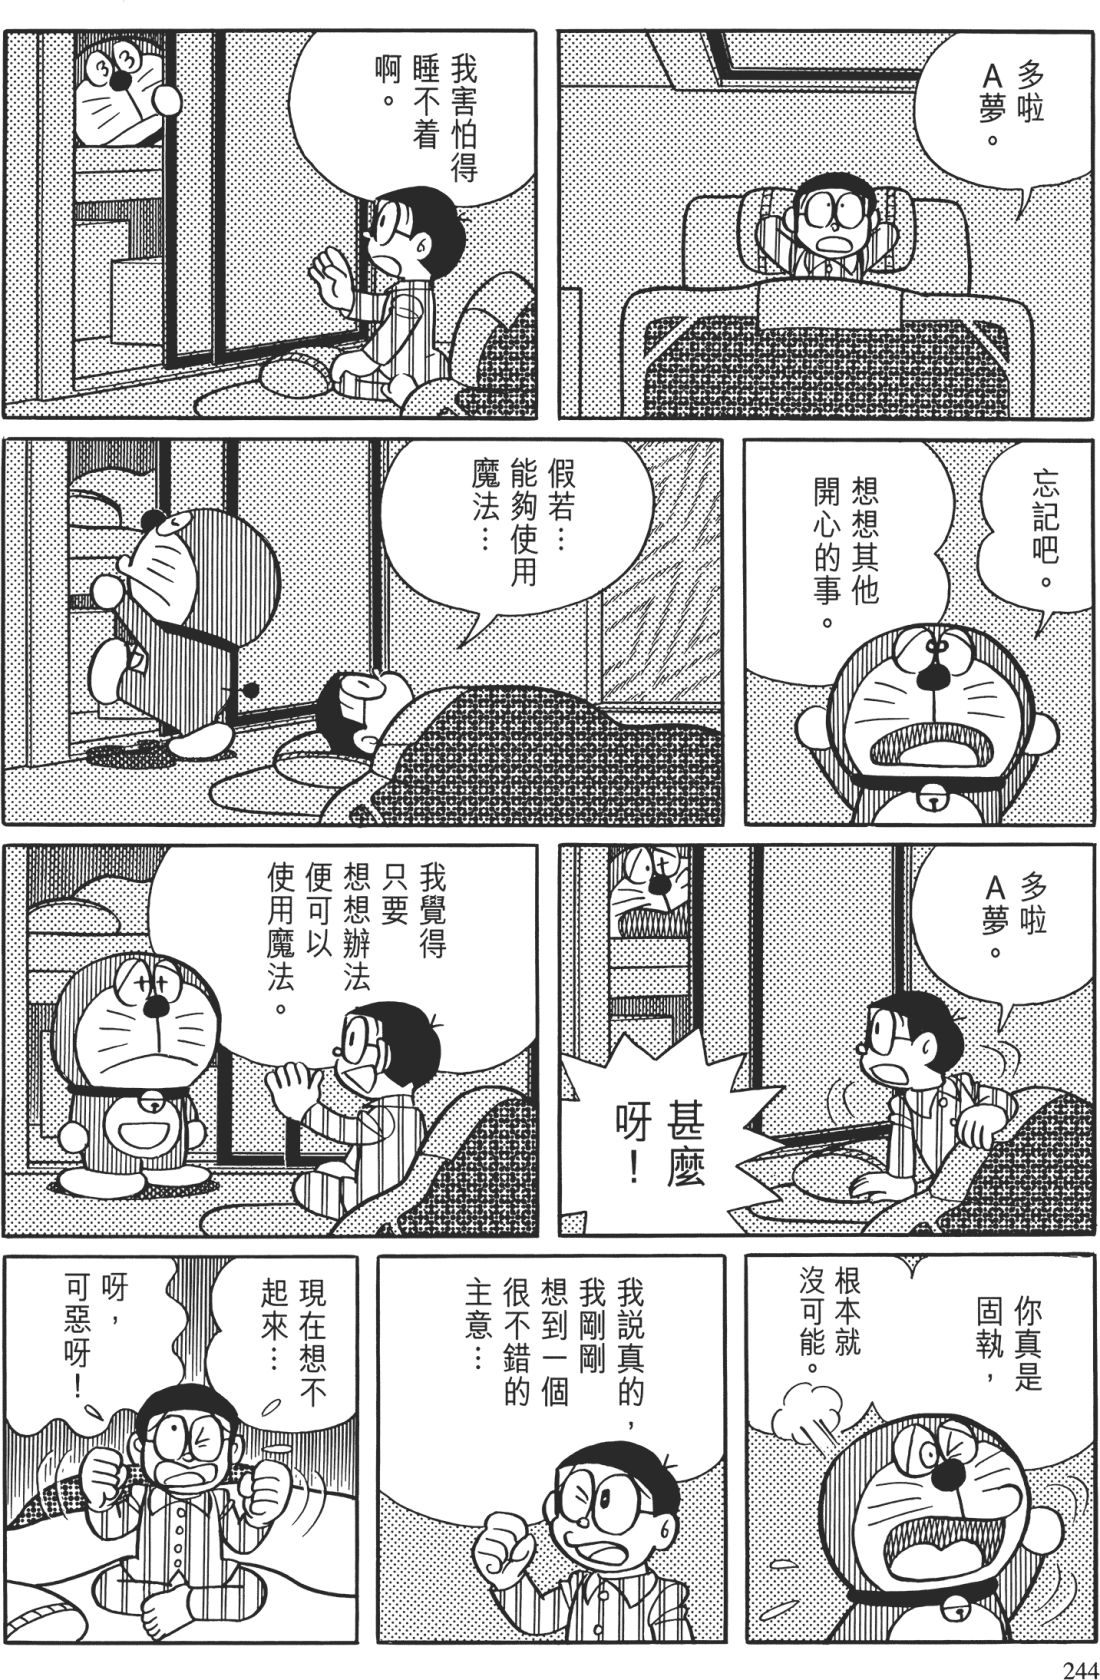 多啦
A夢。
我害怕得
睡不着
啊。
忘記吧。
想想其他
開心的事。
假若…
能夠使用
魔法…
多啦
A夢。
甚麼
呀！
我覺得
只要
想想辦法
便可以
使用魔法。
你真是
固執，
根本就
沒可能。
我説真的，
我剛剛
想到一個
很不錯的
主意…
現在想不
起來…
呀，
可惡呀！
244